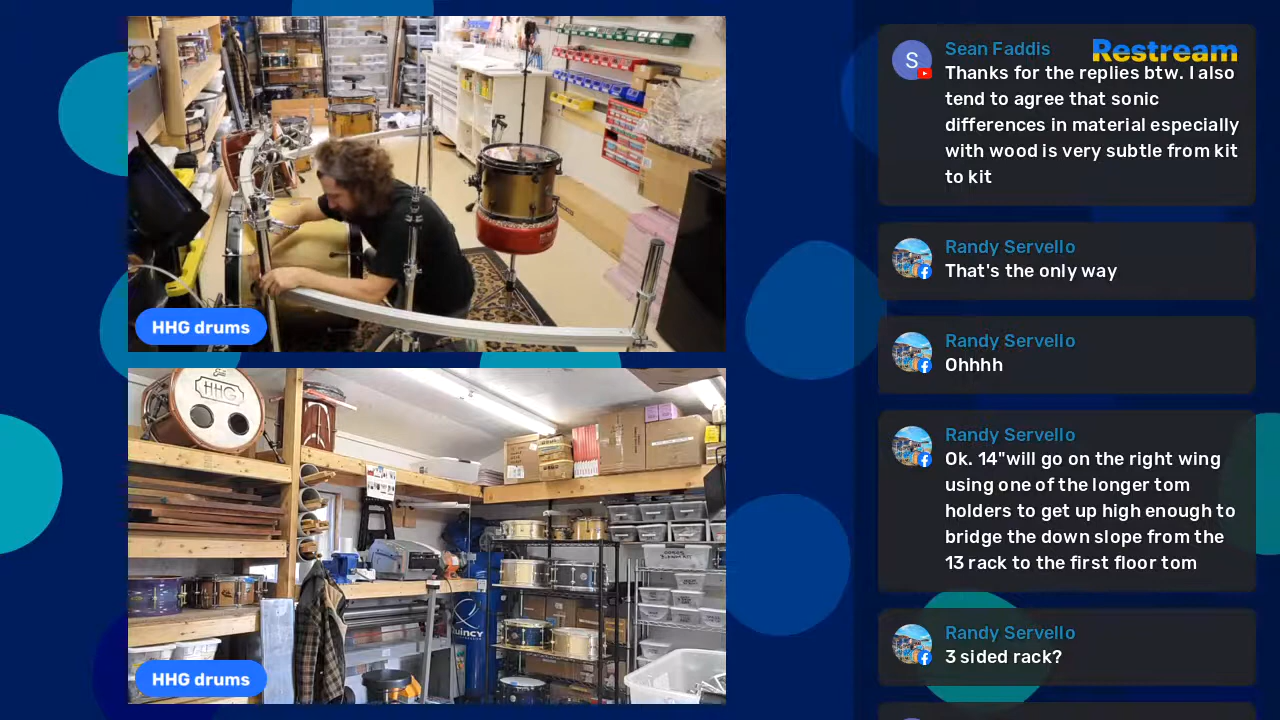 HHG drums
HHG
Quincy
HHG drums
Restream
S
Sean Faddis
Thanks for the replies btw. I also
tend to agree that sonic
differences in material especially
with wood is very subtle from kit
to kit
Randy Servello
That's the only way
Randy Servello
Ohhhh
Randy Servello
Ok. 14"will go on the right wing
using one of the longer tom
holders to get up high enough to
bridge the down slope from the
13 rack to the first floor tom
Randy Servello
3 sided rack?